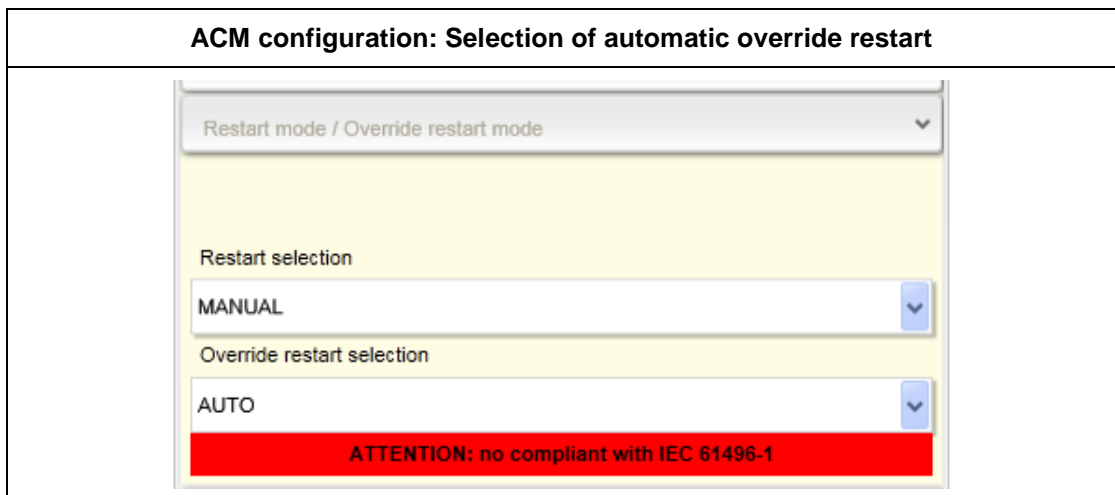 ACM configuration: Selection of automatic override restart
Restart mode / Override restart mode
Restart selection
MANUAL
Override restart selection
AUTO
ATTENTION: no compliant with IEC 61496-1